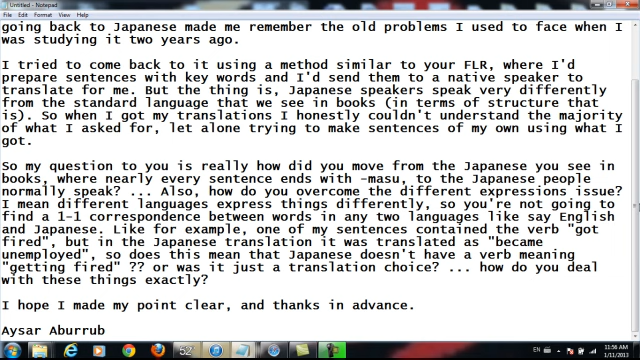 Untitled - Notepad
File Edit Format View Help
going back to Japanese made me remember the old problems I used to face when I
was studying it two years ago.
I tried to come back to it using a method similar to your FLR, where I'd
prepare sentences with key words and I'd send them to a native speaker to
translate for me. But the thing is, Japanese speakers speak very differently
from the standard language that we see in books (in terms of structure that
is). So when I got my translations I honestly couldn't understand the majority
of what I asked for, let alone trying to make sentences of my own using what I
got.
So my question to you is really how did you move from the Japanese you see in
books, where nearly every sentence ends with -masu, to the Japanese people
normally speak? ... Also, how do you overcome the different expressions issue?
I mean different languages express things differently, so you're not going to
find a 1-1 correspondence between words in any two languages like say English
and Japanese. Like for example, one of my sentences contained the verb "got
fired", but in the Japanese translation it was translated as "became
unemployed", so does this mean that Japanese doesn't have a verb meaning
"getting fired" ?? or was it just a translation choice? ... how do you deal
with these things exactly?
I hope I made my point clear, and thanks in advance.
Aysar Aburrub
52
EN
11:56 AM
1/11/2013